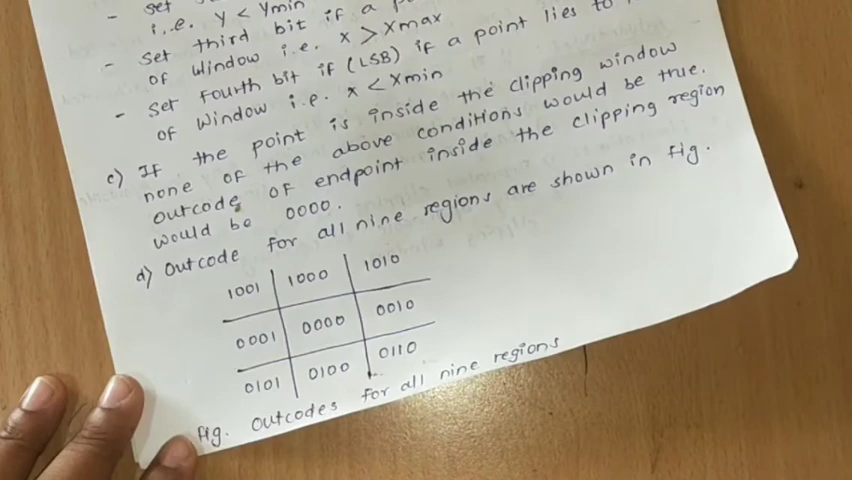 - set
i.e. Y < Ymin
- Set third bit if a
of window i.e. x > Xmax
- Set Fourth bit if (LSB) if a point lies to
of window i.e. x < Xmin
c) If the point is inside the clipping window
none of the above conditions would be true.
outcode of endpoint inside the clipping region
would be 0000.
d) Outcode for all nine regions are shown in fig.
1001 1000 1010
0001 0000 0010
0101 0100 0110
Fig. Outcodes for all nine regions